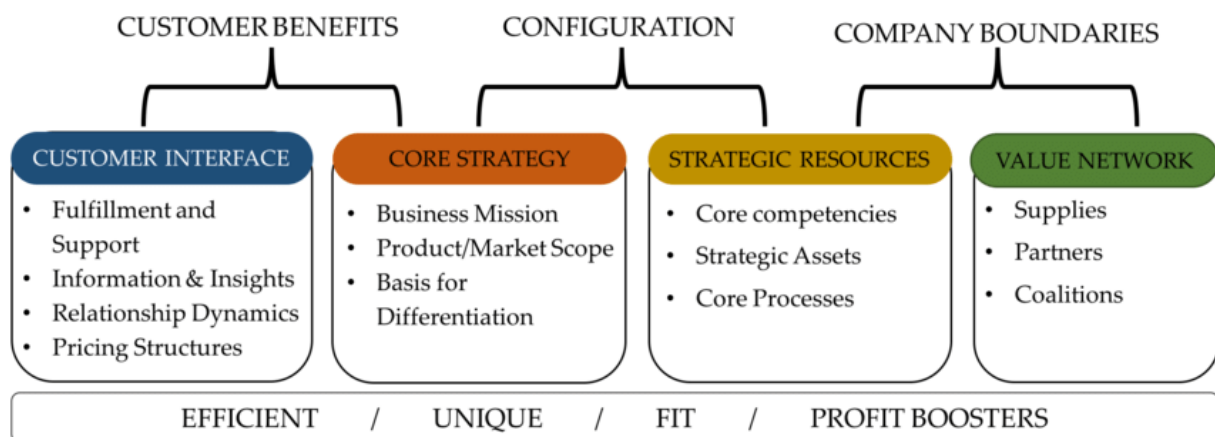 CUSTOMER BENEFITS
CONFIGURATION
COMPANY BOUNDARIES
CUSTOMER INTERFACE
• Fulfillment and
Support
• Information & Insights
• Relationship Dynamics
• Pricing Structures
CORE STRATEGY
• Business Mission
• Product/Market Scope
• Basis for
Differentiation
STRATEGIC RESOURCES
• Core competencies
• Strategic Assets
• Core Processes
VALUE NETWORK
• Supplies
• Partners
• Coalitions
EFFICIENT / UNIQUE / FIT / PROFIT BOOSTERS